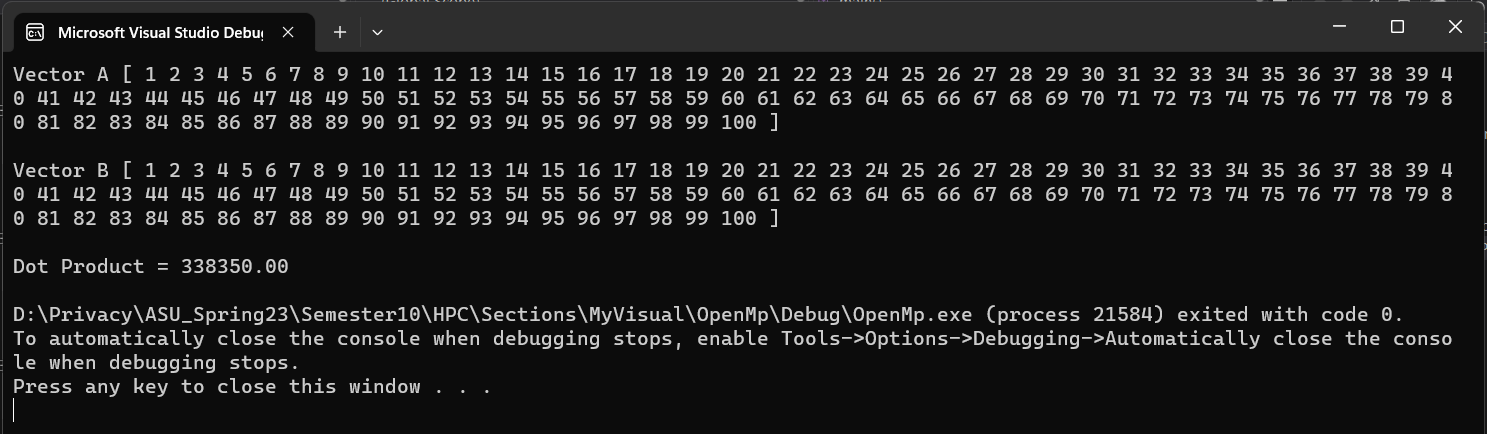 Microsoft Visual Studio Debu
Vector A [ 1 2 3 4 5 6 7 8 9 10 11 12 13 14 15 16 17 18 19 20 21 22 23 24 25 26 27 28 29 30 31 32 33 34 35 36 37 38 39 4
0 41 42 43 44 45 46 47 48 49 50 51 52 53 54 55 56 57 58 59 60 61 62 63 64 65 66 67 68 69 70 71 72 73 74 75 76 77 78 79 8
0 81 82 83 84 85 86 87 88 89 90 91 92 93 94 95 96 97 98 99 100 ]
Vector B [ 1 2 3 4 5 6 7 8 9 10 11 12 13 14 15 16 17 18 19 20 21 22 23 24 25 26 27 28 29 30 31 32 33 34 35 36 37 38 39 4
0 41 42 43 44 45 46 47 48 49 50 51 52 53 54 55 56 57 58 59 60 61 62 63 64 65 66 67 68 69 70 71 72 73 74 75 76 77 78 79 8
0 81 82 83 84 85 86 87 88 89 90 91 92 93 94 95 96 97 98 99 100 ]
Dot Product = 338350.00
D:\Privacy\ASU_Spring23\Semester10\HPC\Sections\MyVisual\OpenMp\Debug\OpenMp.exe (process 21584) exited with code 0.
To automatically close the console when debugging stops, enable Tools->Options->Debugging->Automatically close the conso
le when debugging stops.
Press any key to close this window . . .